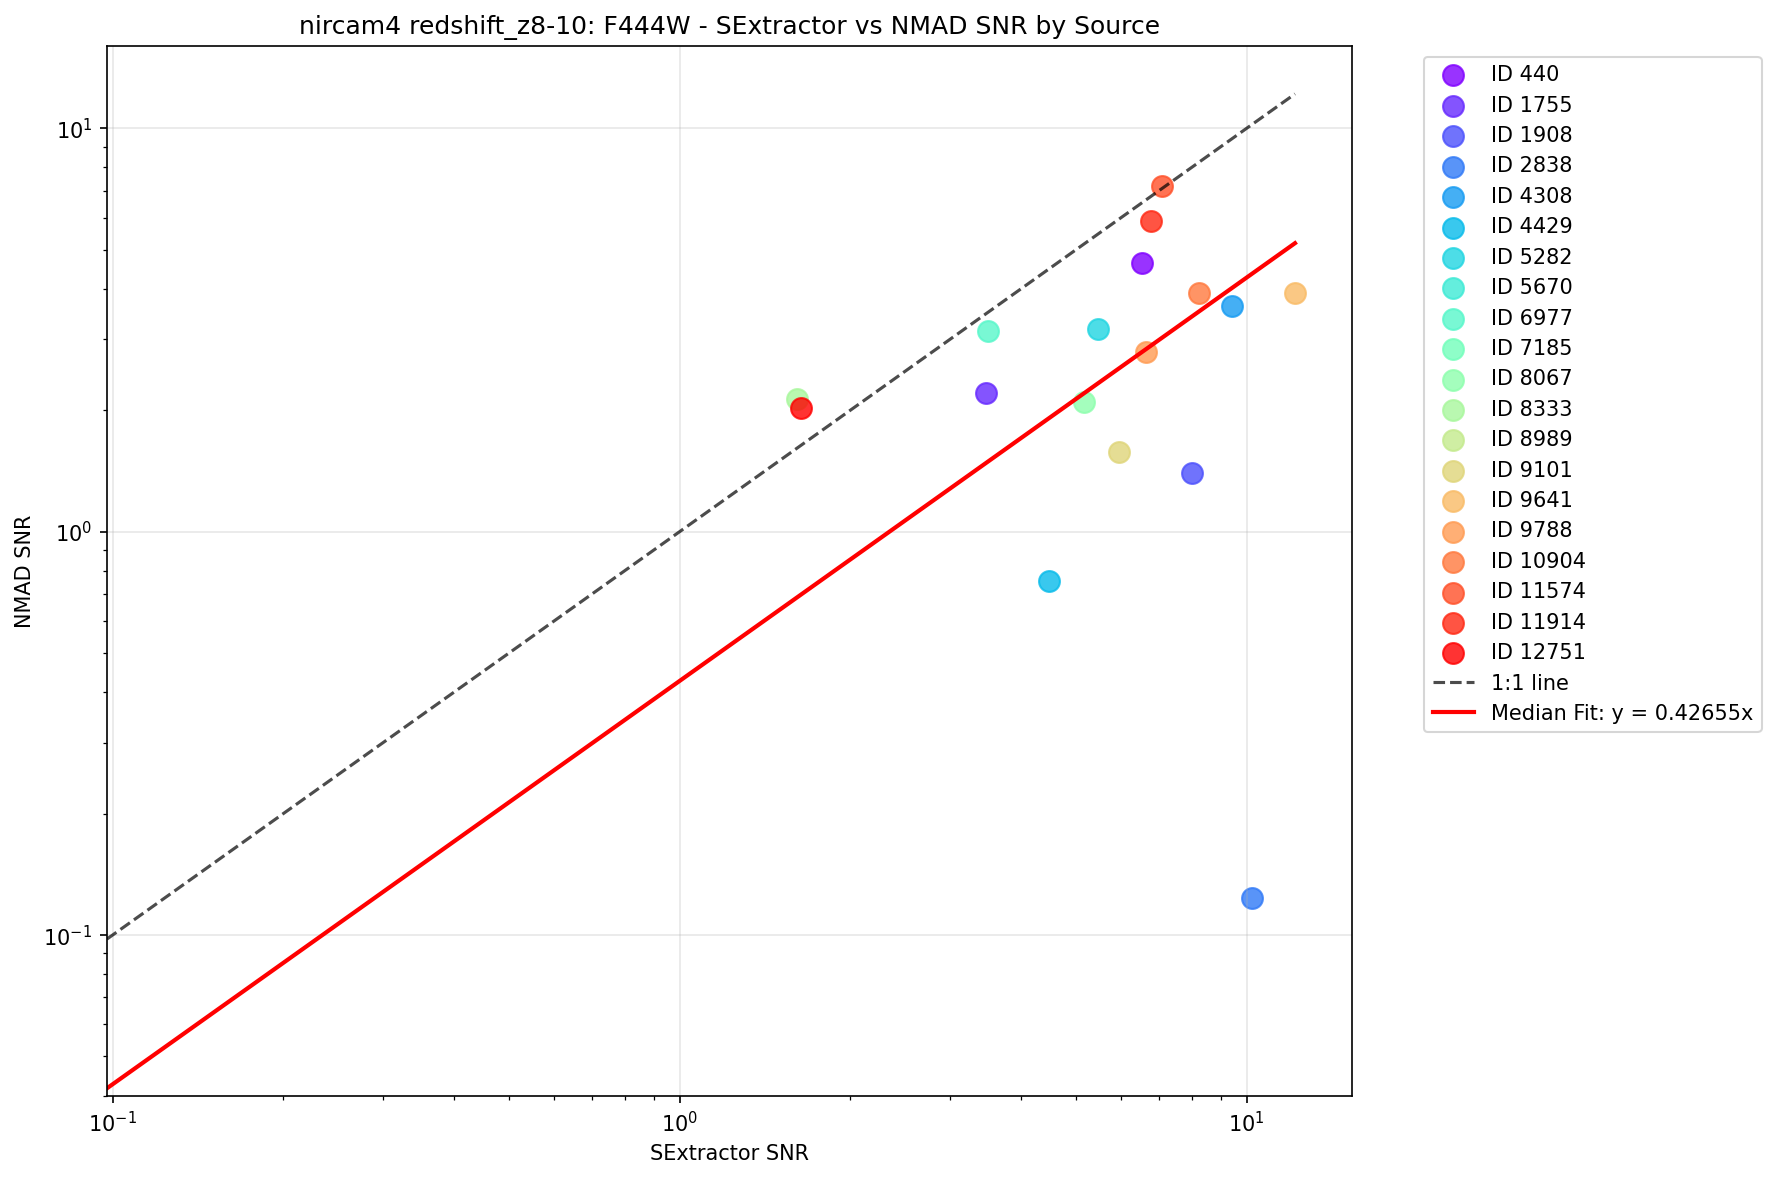 nircam4 redshift_z8-10: F444W - SExtractor vs NMAD SNR by Source
NMAD SNR
10¹
10⁰
10⁻¹
10⁻¹
10⁰
10¹
SExtractor SNR
ID 440
ID 1755
ID 1908
ID 2838
ID 4308
ID 4429
ID 5282
ID 5670
ID 6977
ID 7185
ID 8067
ID 8333
ID 8989
ID 9101
ID 9641
ID 9788
ID 10904
ID 11574
ID 11914
ID 12751
1:1 line
Median Fit: y = 0.42655x